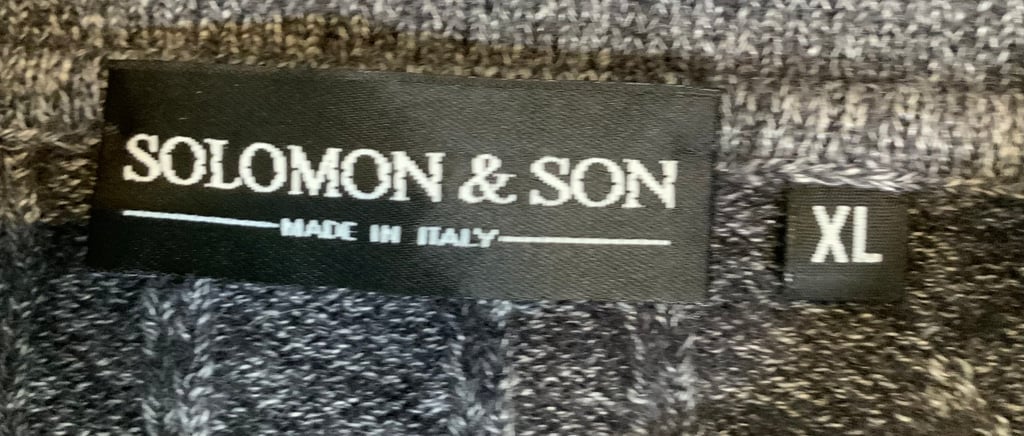 SOLOMON & SON
MADE IN ITALY
XL